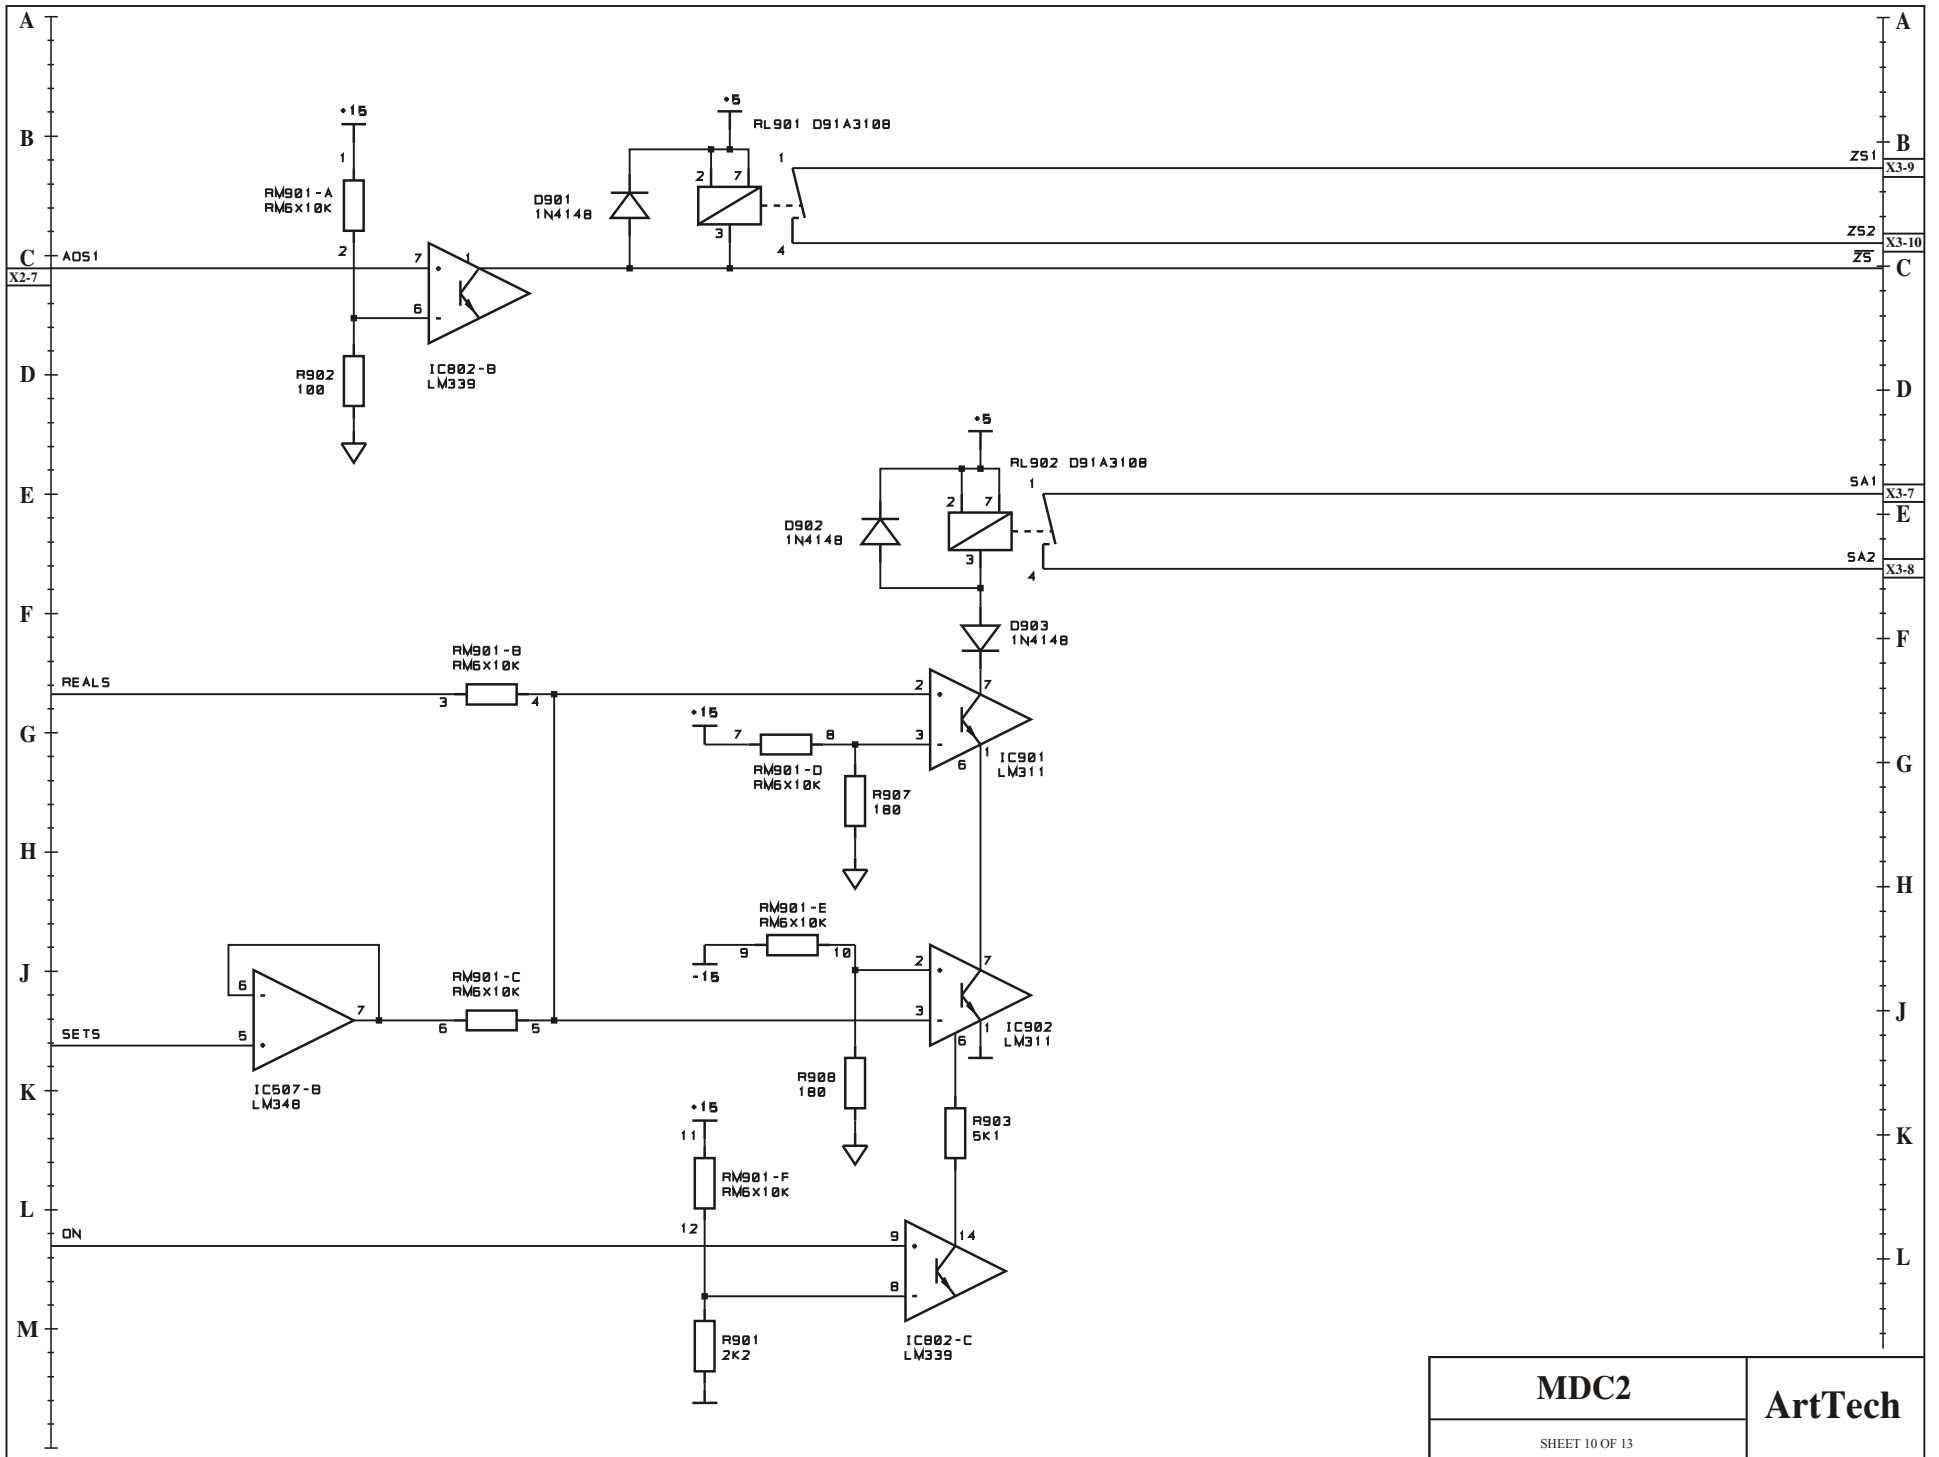 A
A
+15
+5
RL901 D91A3108
B
B
1
1
ZS1
X3-9
RM901-A
RM6X10K
D901
1N4148
2 7
3
ZS2
X3-10
4
2
C
AOS1
7
1
ZS
C
X2-7
6
D
R902
100
IC802-B
LM339
D
+5
RL902 D91A3108
E
1
SA1
X3-7
E
2 7
D902
1N4148
3
SA2
X3-8
4
F
D903
1N4148
F
RM901-B
RM6X10K
REALS
3
4
2
7
+15
G
7
8
3
1
6
IC901
LM311
G
RM901-D
RM6X10K
R907
180
H
H
RM901-E
RM6X10K
9
10
J
-15
2
7
RM901-C
RM6X10K
6
7
6
5
3
1
IC902
LM311
J
SETS
5
6
K
IC507-B
LM348
R908
180
+15
11
R903
5K1
K
RM901-F
RM6X10K
L
12
ON
9
14
L
8
M
R901
2K2
IC802-C
LM339
MDC2
ArtTech
SHEET 10 OF 13